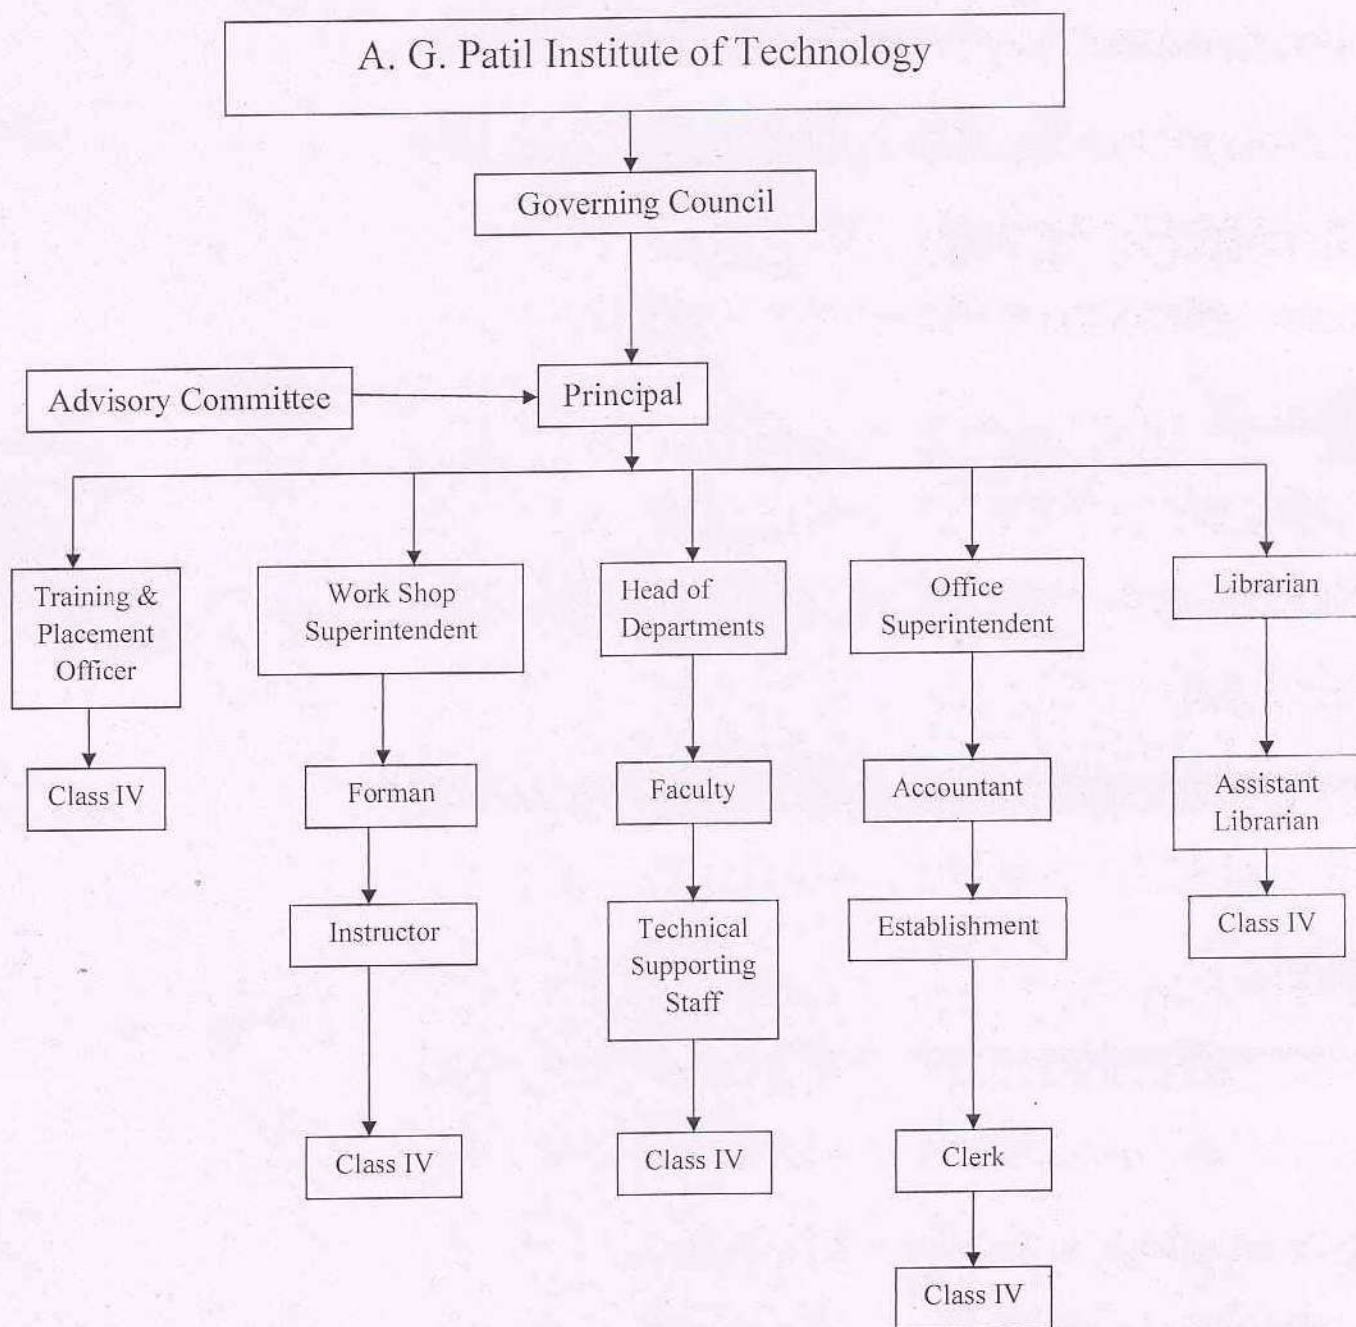 A. G. Patil Institute of Technology
Governing Council
Advisory Committee
Principal
Training &
Placement
Officer
Work Shop
Superintendent
Head of
Departments
Office
Superintendent
Librarian
Class IV
Forman
Faculty
Accountant
Assistant
Librarian
Instructor
Technical
Supporting
Staff
Establishment
Class IV
Class IV
Class IV
Clerk
Class IV